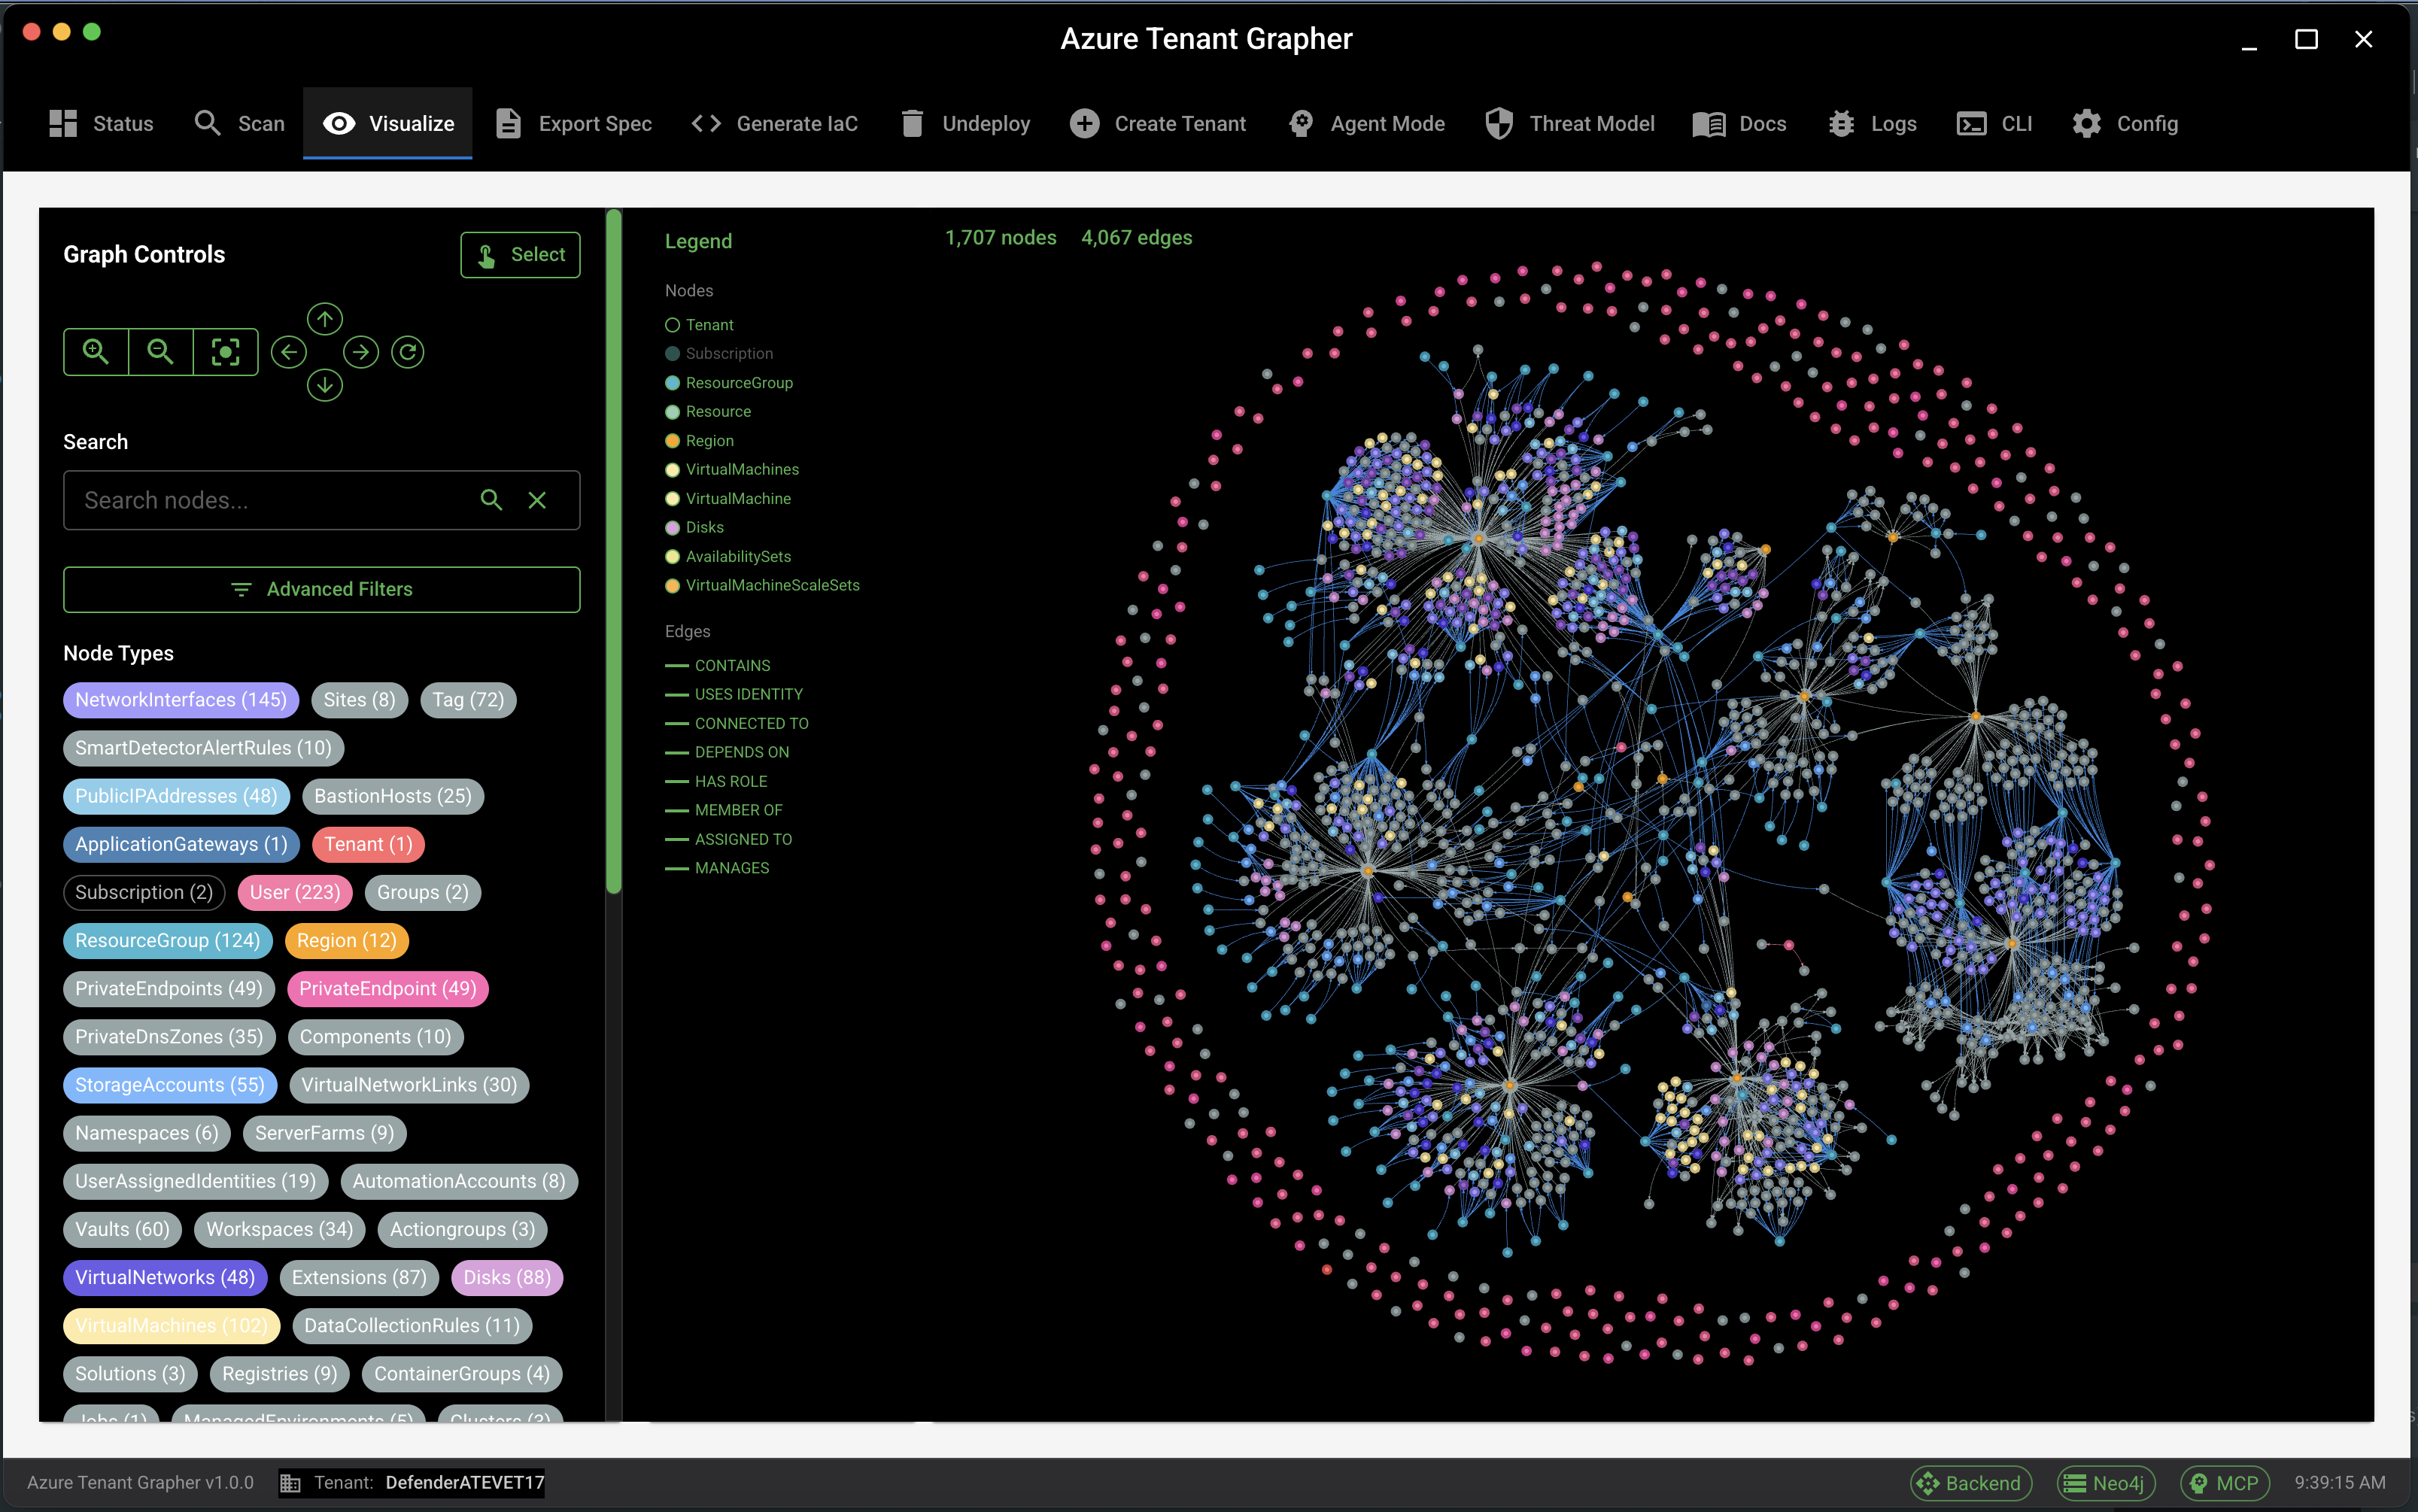 Azure Tenant Grapher
Status Scan Visualize Export Spec Generate IaC Undeploy Create Tenant Agent Mode Threat Model Docs Logs CLI Config
Graph Controls
Select
Search
Search nodes...
Advanced Filters
Node Types
NetworkInterfaces (145) Sites (8) Tag (72)
SmartDetectorAlertRules (10)
PublicIPAddresses (48) BastionHosts (25)
ApplicationGateways (1) Tenant (1)
Subscription (2) User (223) Groups (2)
ResourceGroup (124) Region (12)
PrivateEndpoints (49) PrivateEndpoint (49)
PrivateDnsZones (35) Components (10)
StorageAccounts (55) VirtualNetworkLinks (30)
Namespaces (6) ServerFarms (9)
UserAssignedIdentities (19) AutomationAccounts (8)
Vaults (60) Workspaces (34) Actiongroups (3)
VirtualNetworks (48) Extensions (87) Disks (88)
VirtualMachines (102) DataCollectionRules (11)
Solutions (3) Registries (9) ContainerGroups (4)
Jobs (1) ManagedEnvironments (5) Clusters (3)
Legend
1,707 nodes 4,067 edges
Nodes
Tenant
Subscription
ResourceGroup
Resource
Region
VirtualMachines
VirtualMachine
Disks
AvailabilitySets
VirtualMachineScaleSets
Edges
CONTAINS
USES IDENTITY
CONNECTED TO
DEPENDS ON
HAS ROLE
MEMBER OF
ASSIGNED TO
MANAGES
Azure Tenant Grapher v1.0.0 Tenant: DefenderATEVET17 Backend Neo4j MCP 9:39:15 AM